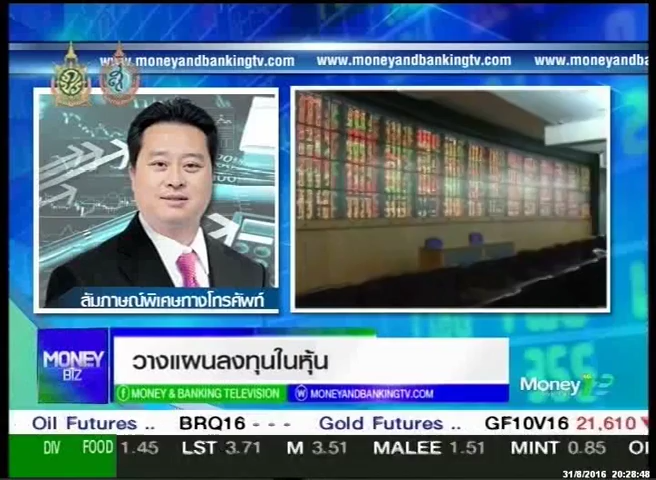 www.moneyandbankingtv.com www.moneyandbankingtv.com www.moneyandba
สัมภาษณ์พิเศษทางโทรศัพท์
MONEY
BIZ
วางแผนลงทุนในหุ้น
f MONEY & BANKING TELEVISION W MONEYANDBANKINGTV.COM
Money
Oil Futures .. BRQ16 - - - Gold Futures .. GF10V16 21,610
DIV FOOD 1.45 LST 3.71 M 3.51 MALEE 1.51 MINT 0.85
31/8/2016 20:28:48